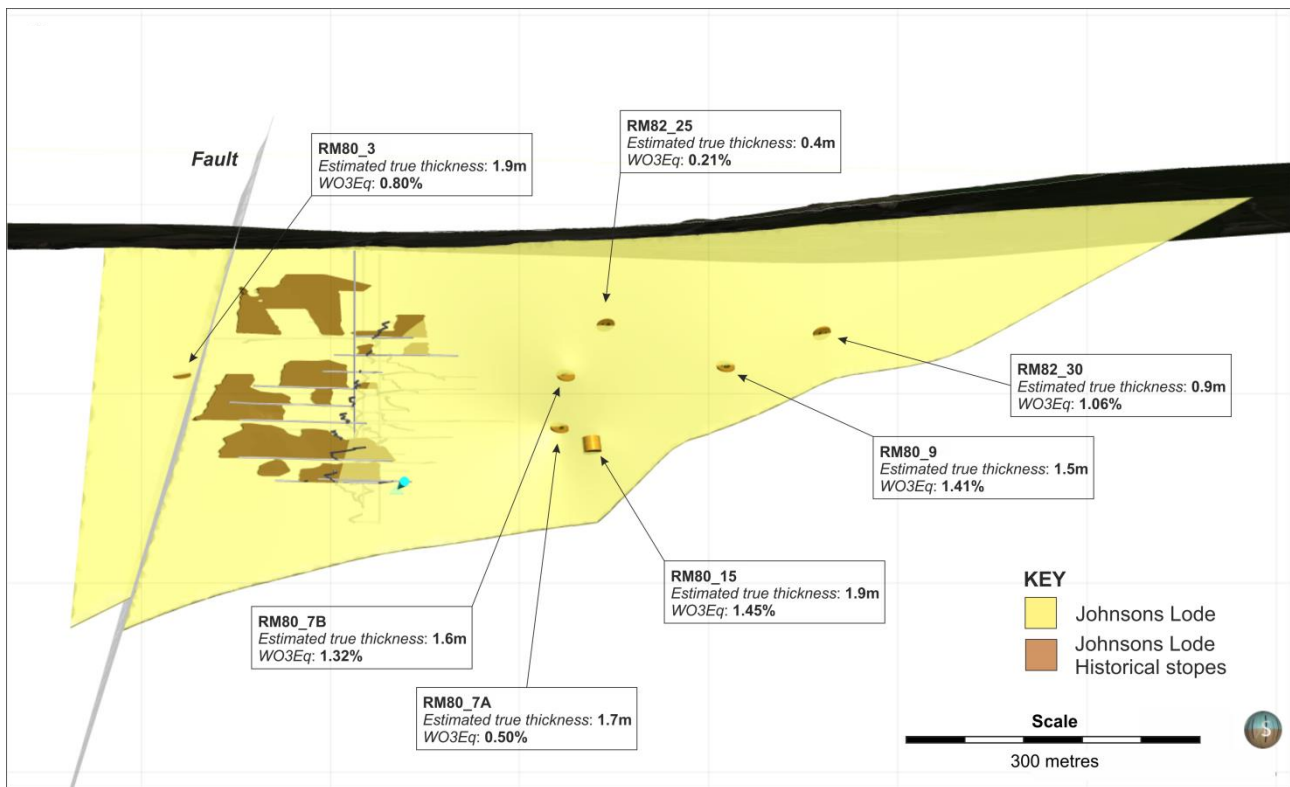 Fault
RM80_3
Estimated true thickness: 1.9m
WO3Eq: 0.80%
RM82_25
Estimated true thickness: 0.4m
WO3Eq: 0.21%
RM82_30
Estimated true thickness: 0.9m
WO3Eq: 1.06%
RM80_9
Estimated true thickness: 1.5m
WO3Eq: 1.41%
RM80_15
Estimated true thickness: 1.9m
WO3Eq: 1.45%
RM80_7B
Estimated true thickness: 1.6m
WO3Eq: 1.32%
RM80_7A
Estimated true thickness: 1.7m
WO3Eq: 0.50%
KEY
Johnsons Lode
Johnsons Lode
Historical stopes
Scale
300 metres